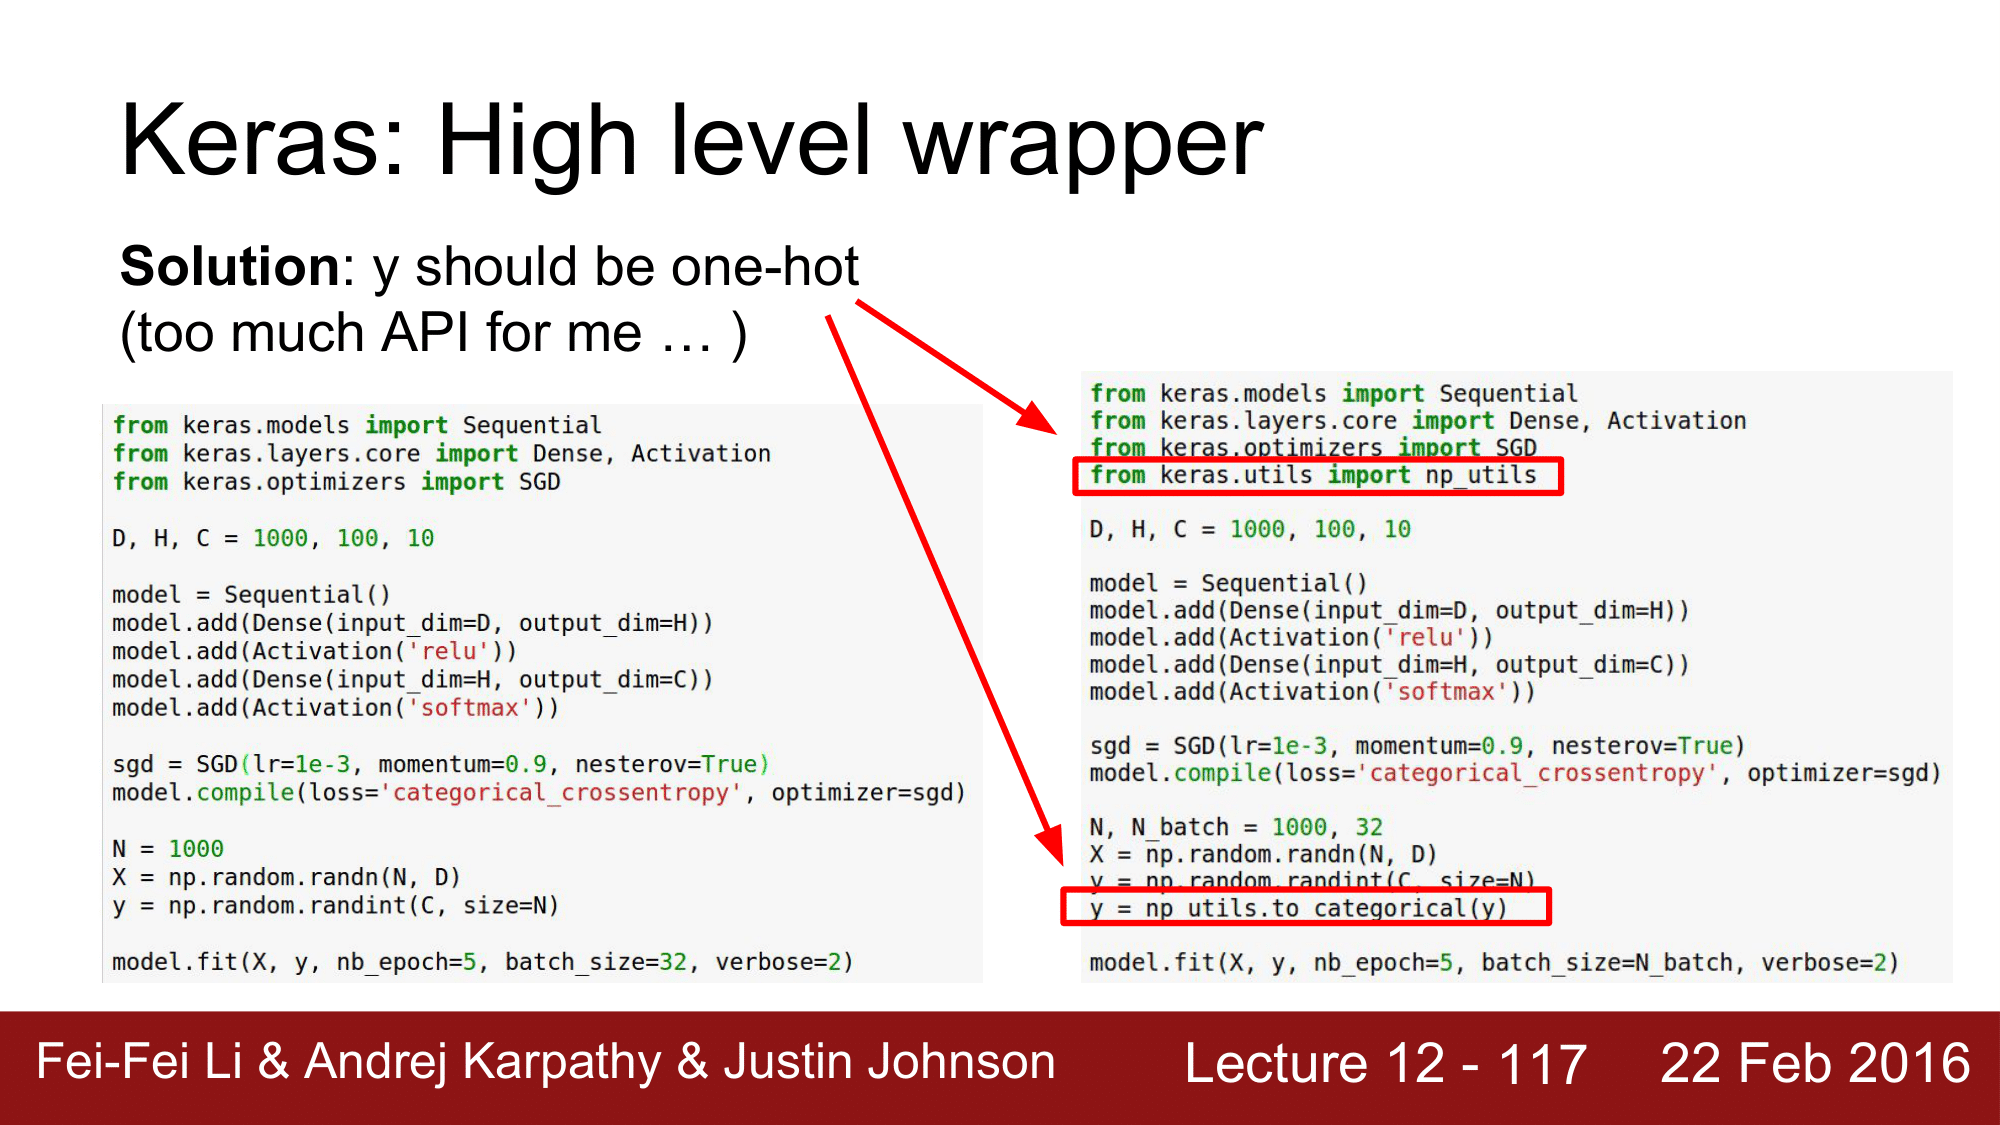 Keras: High level wrapper
Solution: y should be one-hot
(too much API for me … )
from keras.models import Sequential
from keras.layers.core import Dense, Activation
from keras.optimizers import SGD
D, H, C = 1000, 100, 10
model = Sequential()
model.add(Dense(input_dim=D, output_dim=H))
model.add(Activation('relu'))
model.add(Dense(input_dim=H, output_dim=C))
model.add(Activation('softmax'))
sgd = SGD(lr=1e-3, momentum=0.9, nesterov=True)
model.compile(loss='categorical_crossentropy', optimizer=sgd)
N = 1000
X = np.random.randn(N, D)
y = np.random.randint(C, size=N)
model.fit(X, y, nb_epoch=5, batch_size=32, verbose=2)
from keras.models import Sequential
from keras.layers.core import Dense, Activation
from keras.optimizers import SGD
from keras.utils import np_utils
D, H, C = 1000, 100, 10
model = Sequential()
model.add(Dense(input_dim=D, output_dim=H))
model.add(Activation('relu'))
model.add(Dense(input_dim=H, output_dim=C))
model.add(Activation('softmax'))
sgd = SGD(lr=1e-3, momentum=0.9, nesterov=True)
model.compile(loss='categorical_crossentropy', optimizer=sgd)
N, N_batch = 1000, 32
X = np.random.randn(N, D)
y = np.random.randint(C, size=N)
y = np_utils.to_categorical(y)
model.fit(X, y, nb_epoch=5, batch_size=N_batch, verbose=2)
Fei-Fei Li & Andrej Karpathy & Justin Johnson
Lecture 12 - 117
22 Feb 2016